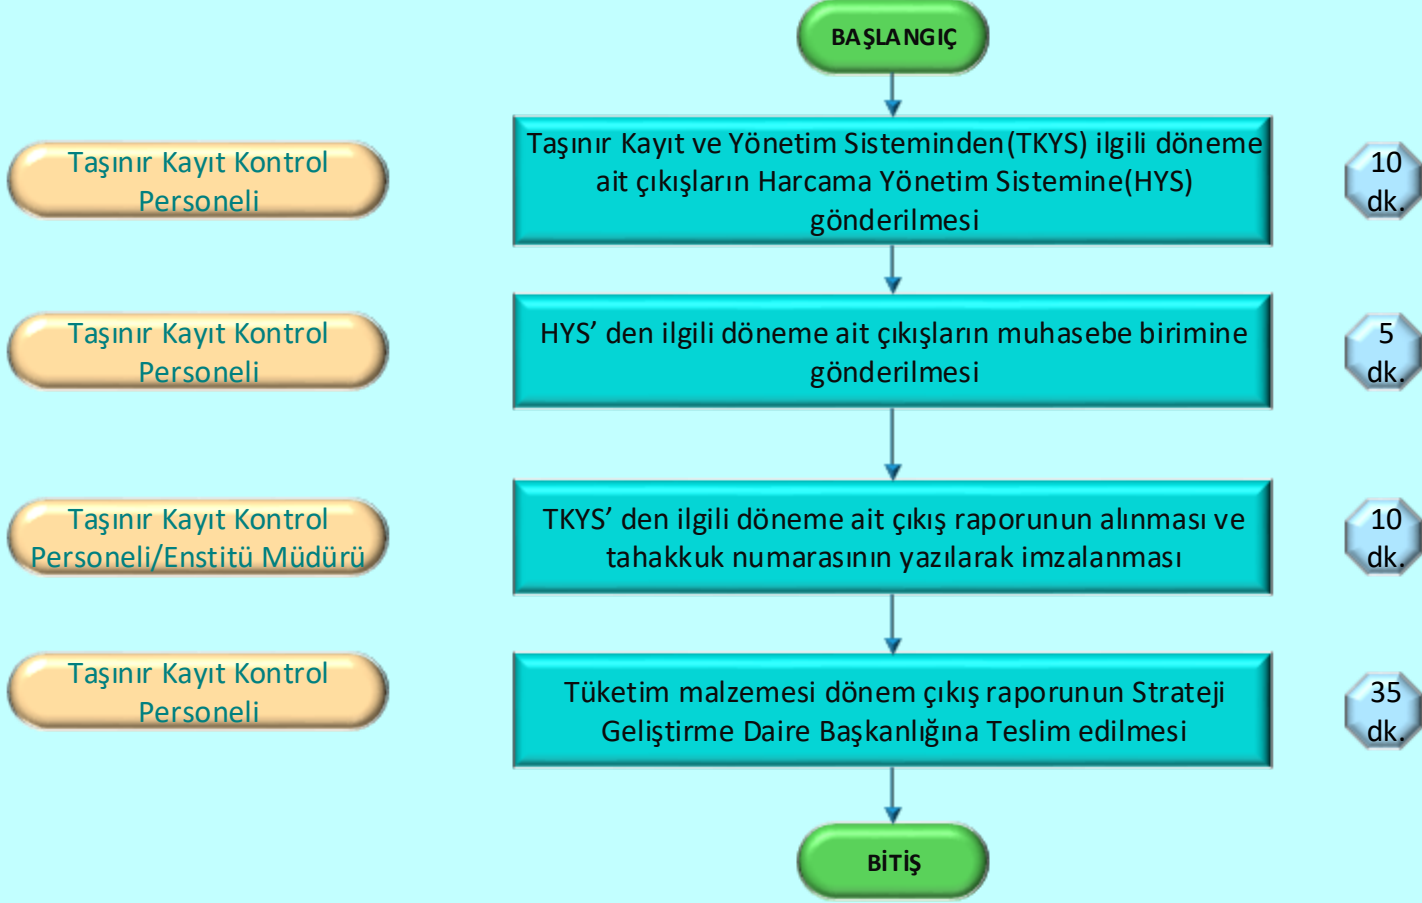 BAŞLANGIÇ
Taşınır Kayıt Kontrol
Personeli
Taşınır Kayıt ve Yönetim Sisteminden(TKYS) ilgili döneme
ait çıkışların Harcama Yönetim Sistemine(HYS)
gönderilmesi
10
dk.
Taşınır Kayıt Kontrol
Personeli
HYS’ den ilgili döneme ait çıkışların muhasebe birimine
gönderilmesi
5
dk.
Taşınır Kayıt Kontrol
Personeli/Enstitü Müdürü
TKYS’ den ilgili döneme ait çıkış raporunun alınması ve
tahakkuk numarasının yazılarak imzalanması
10
dk.
Taşınır Kayıt Kontrol
Personeli
Tüketim malzemesi dönem çıkış raporunun Strateji
Geliştirme Daire Başkanlığına Teslim edilmesi
35
dk.
BİTİŞ